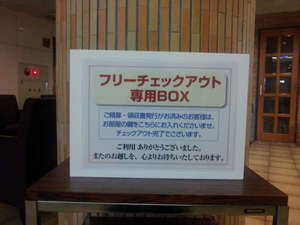 フリーチェックアウト
専用BOX
ご精算・領収書発行がお済みのお客様は、
お部屋の鍵をこちらにお入れくださいませ。
チェックアウト完了でございます。
ご利用 ありがとうございました。
またのお越しを、心よりお待ちいたしております。